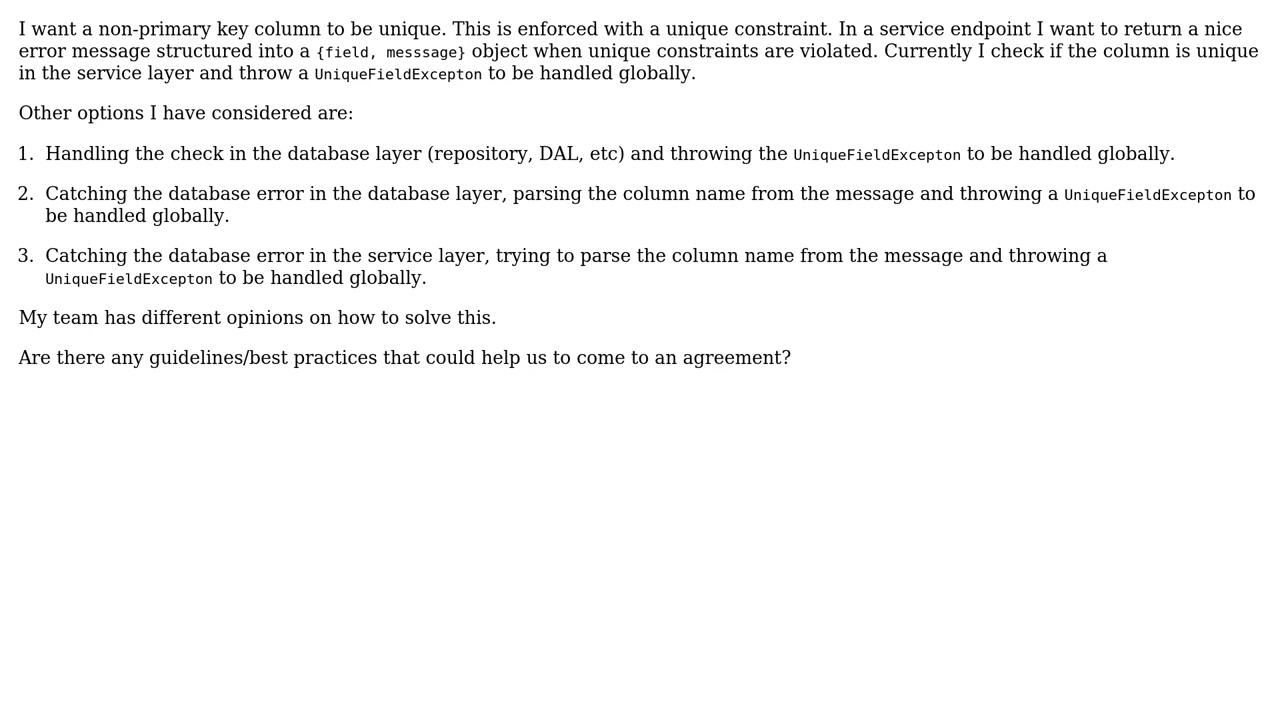 I want a non-primary key column to be unique. This is enforced with a unique constraint. In a service endpoint I want to return a nice
error message structured into a {field, messsage} object when unique constraints are violated. Currently I check if the column is unique
in the service layer and throw a UniqueFieldExcepton to be handled globally.
Other options I have considered are:
1. Handling the check in the database layer (repository, DAL, etc) and throwing the UniqueFieldExcepton to be handled globally.
2. Catching the database error in the database layer, parsing the column name from the message and throwing a UniqueFieldExcepton to
be handled globally.
3. Catching the database error in the service layer, trying to parse the column name from the message and throwing a
UniqueFieldExcepton to be handled globally.
My team has different opinions on how to solve this.
Are there any guidelines/best practices that could help us to come to an agreement?